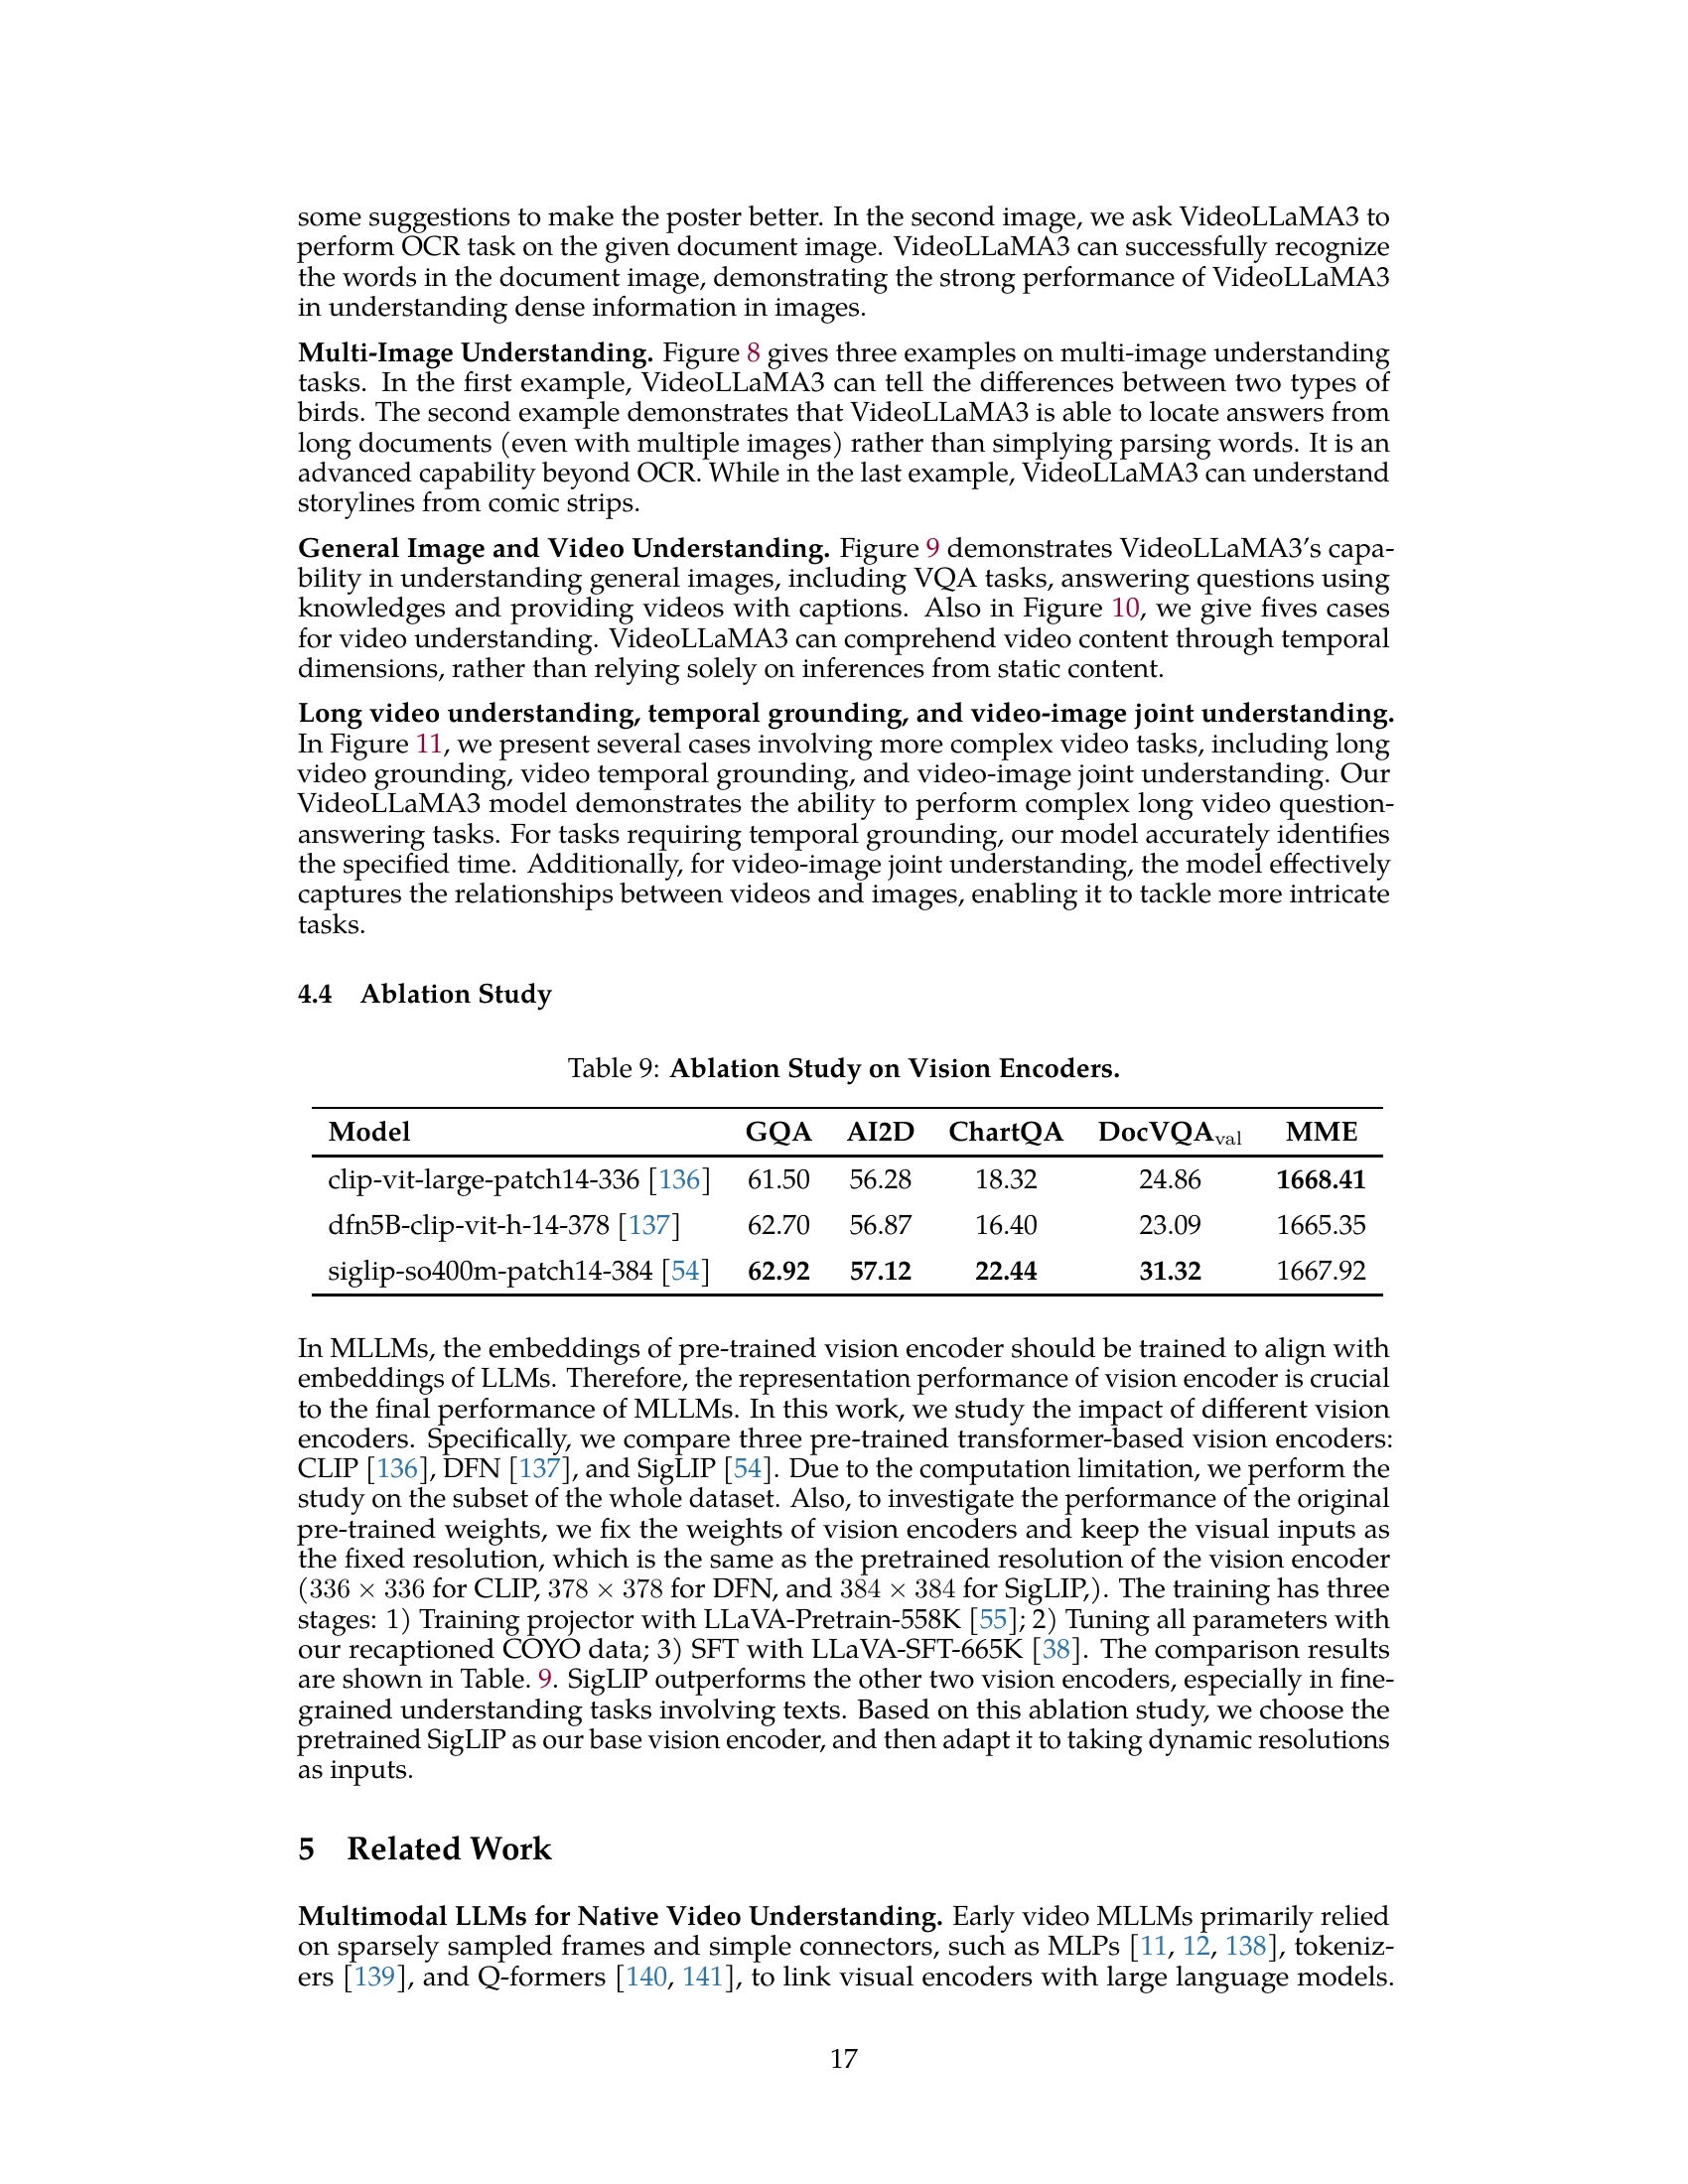 some suggestions to make the poster better. In the second image, we ask VideoLLaMA3 to
perform OCR task on the given document image. VideoLLaMA3 can successfully recognize
the words in the document image, demonstrating the strong performance of VideoLLaMA3
in understanding dense information in images.
Multi-Image Understanding. Figure 8 gives three examples on multi-image understanding
tasks. In the first example, VideoLLaMA3 can tell the differences between two types of
birds. The second example demonstrates that VideoLLaMA3 is able to locate answers from
long documents (even with multiple images) rather than simplying parsing words. It is an
advanced capability beyond OCR. While in the last example, VideoLLaMA3 can understand
storylines from comic strips.
General Image and Video Understanding. Figure 9 demonstrates VideoLLaMA3's capa-
bility in understanding general images, including VQA tasks, answering questions using
knowledges and providing videos with captions. Also in Figure 10, we give fives cases
for video understanding. VideoLLaMA3 can comprehend video content through temporal
dimensions, rather than relying solely on inferences from static content.
Long video understanding, temporal grounding, and video-image joint understanding.
In Figure 11, we present several cases involving more complex video tasks, including long
video grounding, video temporal grounding, and video-image joint understanding. Our
VideoLLaMA3 model demonstrates the ability to perform complex long video question-
answering tasks. For tasks requiring temporal grounding, our model accurately identifies
the specified time. Additionally, for video-image joint understanding, the model effectively
captures the relationships between videos and images, enabling it to tackle more intricate
tasks.
4.4 Ablation Study
Table 9: Ablation Study on Vision Encoders.
Model GQA AI2D ChartQA DocVQAval MME
clip-vit-large-patch14-336 [136] 61.50 56.28 18.32 24.86 1668.41
dfn5B-clip-vit-h-14-378 [137] 62.70 56.87 16.40 23.09 1665.35
siglip-so400m-patch14-384 [54] 62.92 57.12 22.44 31.32 1667.92
In MLLMs, the embeddings of pre-trained vision encoder should be trained to align with
embeddings of LLMs. Therefore, the representation performance of vision encoder is crucial
to the final performance of MLLMs. In this work, we study the impact of different vision
encoders. Specifically, we compare three pre-trained transformer-based vision encoders:
CLIP [136], DFN [137], and SigLIP [54]. Due to the computation limitation, we perform the
study on the subset of the whole dataset. Also, to investigate the performance of the original
pre-trained weights, we fix the weights of vision encoders and keep the visual inputs as
the fixed resolution, which is the same as the pretrained resolution of the vision encoder
(336 × 336 for CLIP, 378 × 378 for DFN, and 384 × 384 for SigLIP,). The training has three
stages: 1) Training projector with LLaVA-Pretrain-558K [55]; 2) Tuning all parameters with
our recaptioned COYO data; 3) SFT with LLaVA-SFT-665K [38]. The comparison results
are shown in Table. 9. SigLIP outperforms the other two vision encoders, especially in fine-
grained understanding tasks involving texts. Based on this ablation study, we choose the
pretrained SigLIP as our base vision encoder, and then adapt it to taking dynamic resolutions
as inputs.
5 Related Work
Multimodal LLMs for Native Video Understanding. Early video MLLMs primarily relied
on sparsely sampled frames and simple connectors, such as MLPs [11, 12, 138], tokeniz-
ers [139], and Q-formers [140, 141], to link visual encoders with large language models.
17